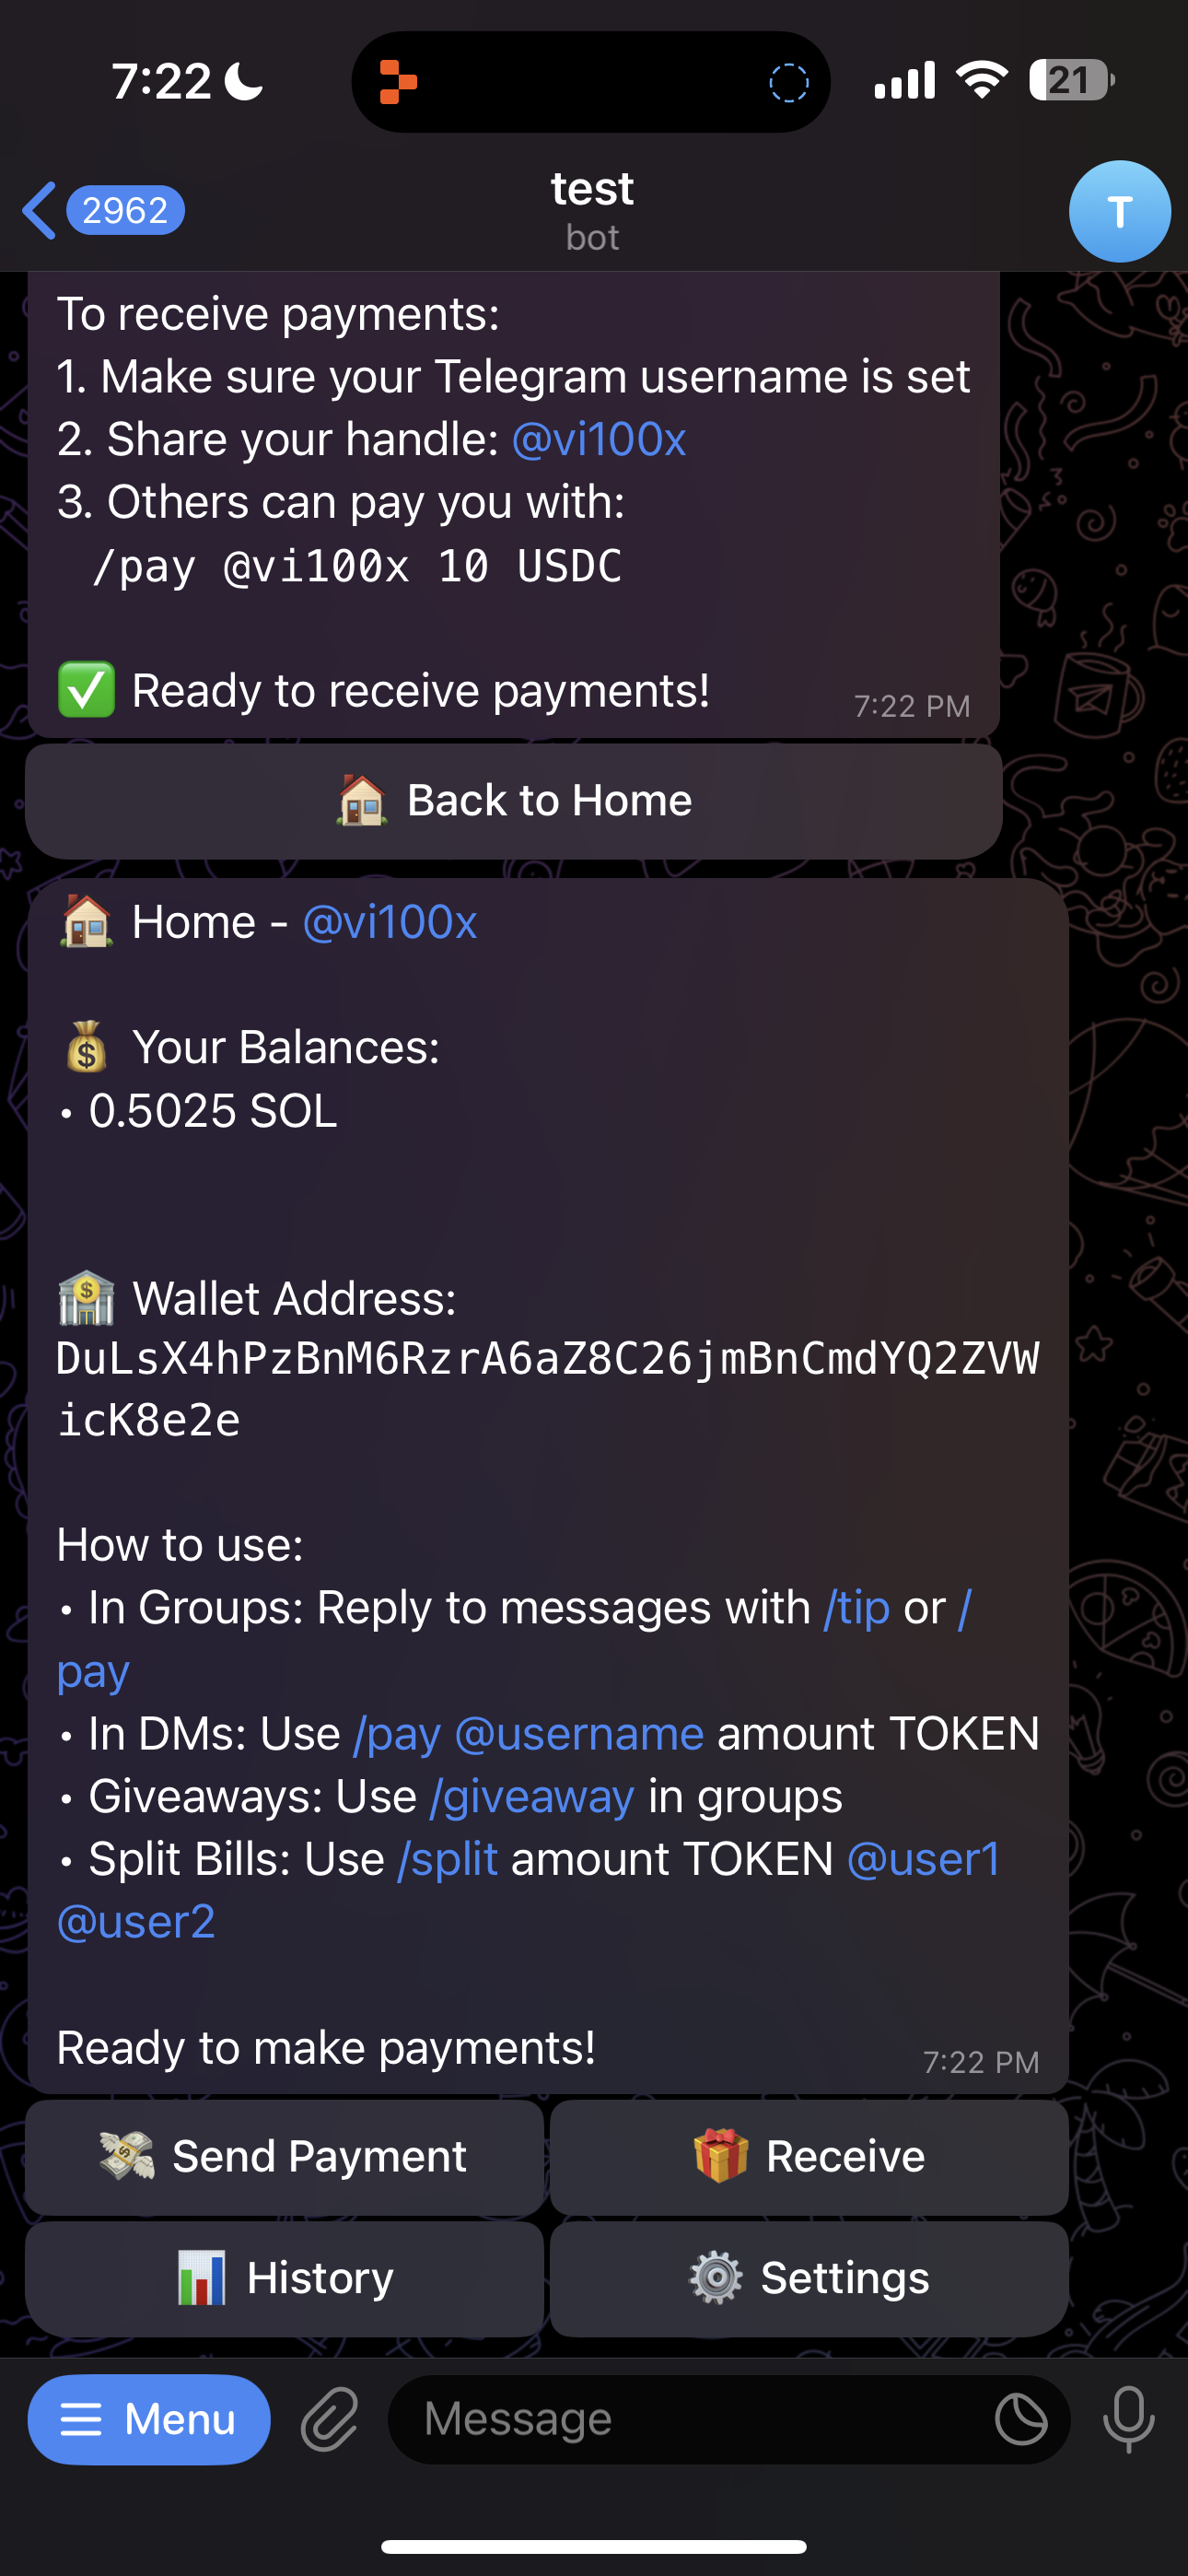 7:22
21
2962
test
bot
T
To receive payments:
1. Make sure your Telegram username is set
2. Share your handle: @vi100x
3. Others can pay you with:
/pay @vi100x 10 USDC
✅ Ready to receive payments!
7:22 PM
🏠 Back to Home
🏠 Home - @vi100x
💰 Your Balances:
• 0.5025 SOL
🏦 Wallet Address:
DuLsX4hPzBnM6RzrA6aZ8C26jmBnCmdYQ2ZVW
icK8e2e
How to use:
• In Groups: Reply to messages with /tip or /
pay
• In DMs: Use /pay @username amount TOKEN
• Giveaways: Use /giveaway in groups
• Split Bills: Use /split amount TOKEN @user1
@user2
Ready to make payments!
7:22 PM
💸 Send Payment
🎁 Receive
📊 History
⚙️ Settings
Menu
Message